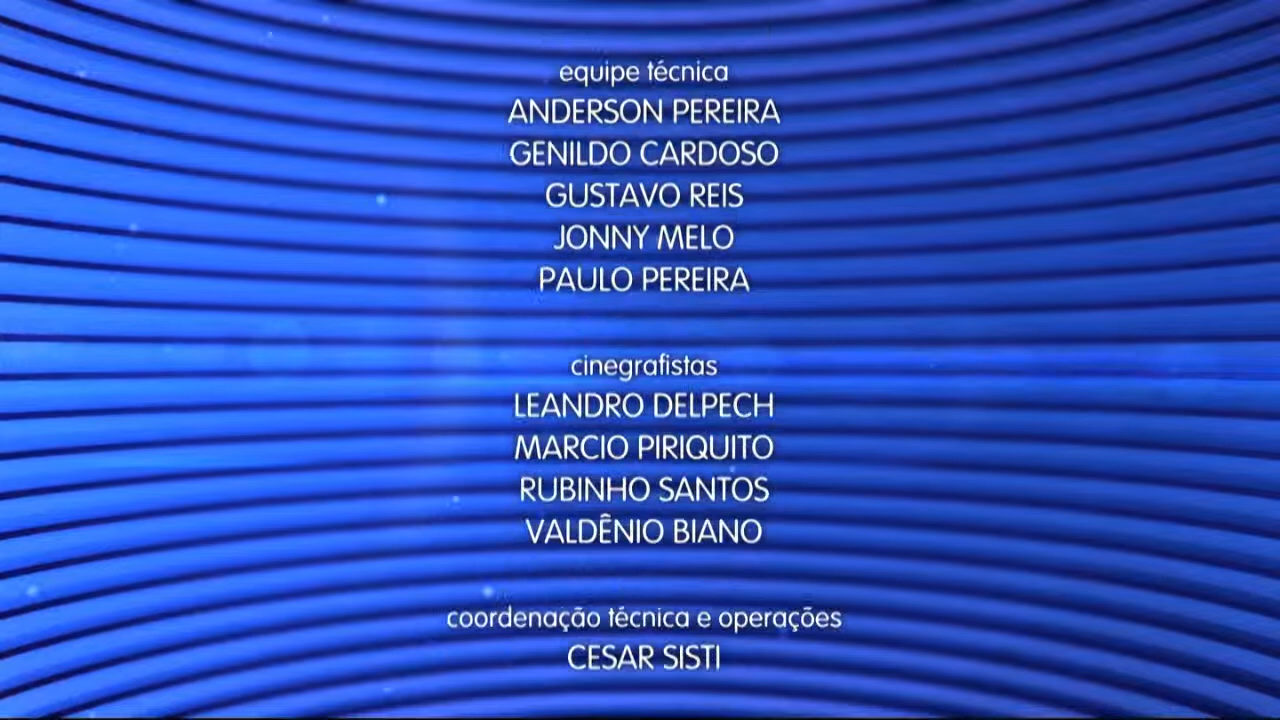 equipe técnica
ANDERSON PEREIRA
GENILDO CARDOSO
GUSTAVO REIS
JONNY MELO
PAULO PEREIRA
cinegrafistas
LEANDRO DELPECH
MARCIO PIRIQUITO
RUBINHO SANTOS
VALDÊNIO BIANO
coordenação técnica e operações
CESAR SISTI